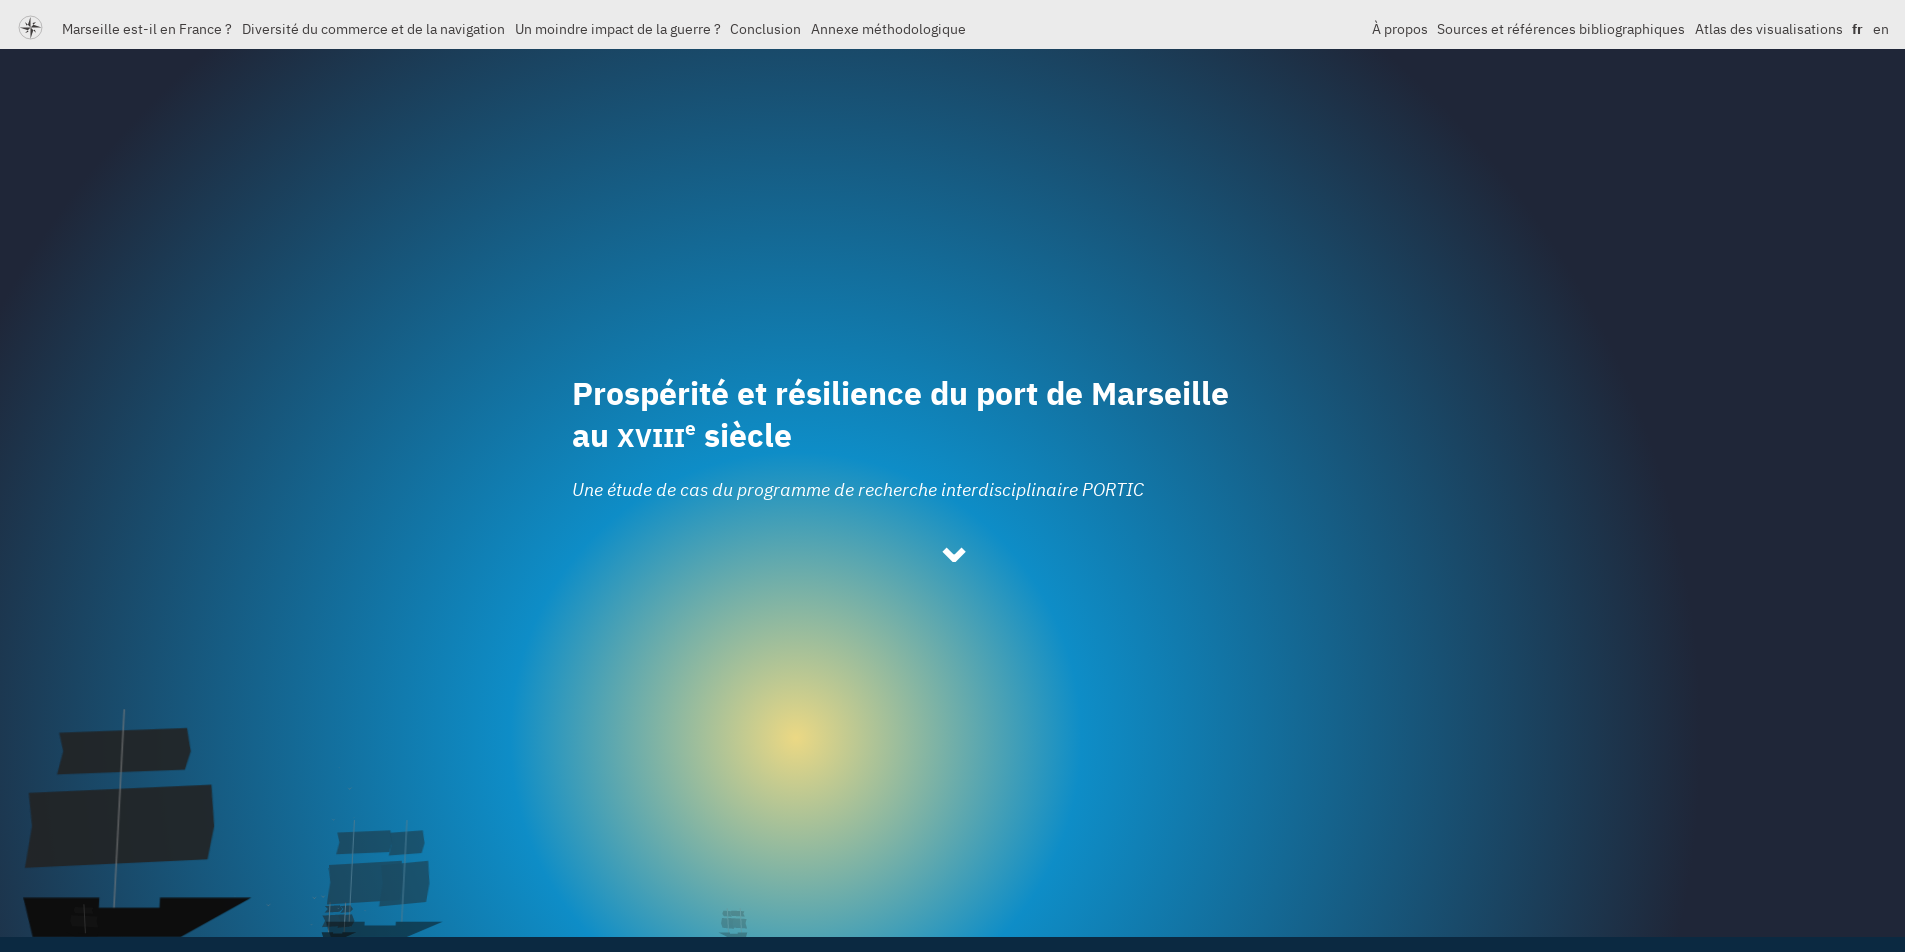 Marseille est-il en France ? Diversité du commerce et de la navigation Un moindre impact de la guerre ? Conclusion Annexe méthodologique À propos Sources et références bibliographiques Atlas des visualisations fr en
Prospérité et résilience du port de Marseille
au XVIIIe siècle
Une étude de cas du programme de recherche interdisciplinaire PORTIC